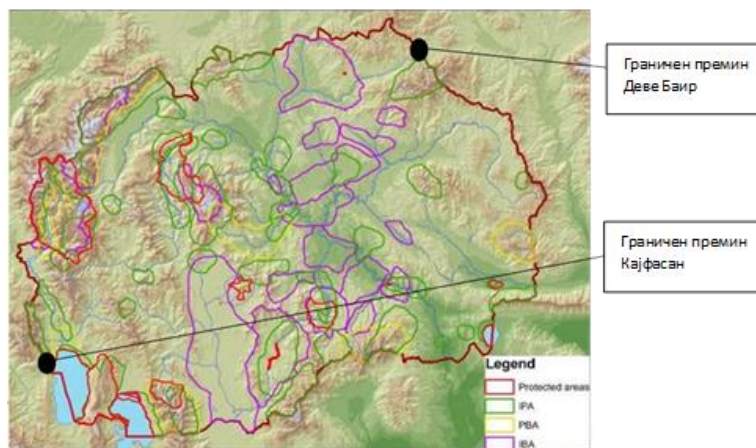 Граничен премин
Деве Баир
Граничен премин
Кајфасан
Legend
Protected areas
IPA
PBA
IBA